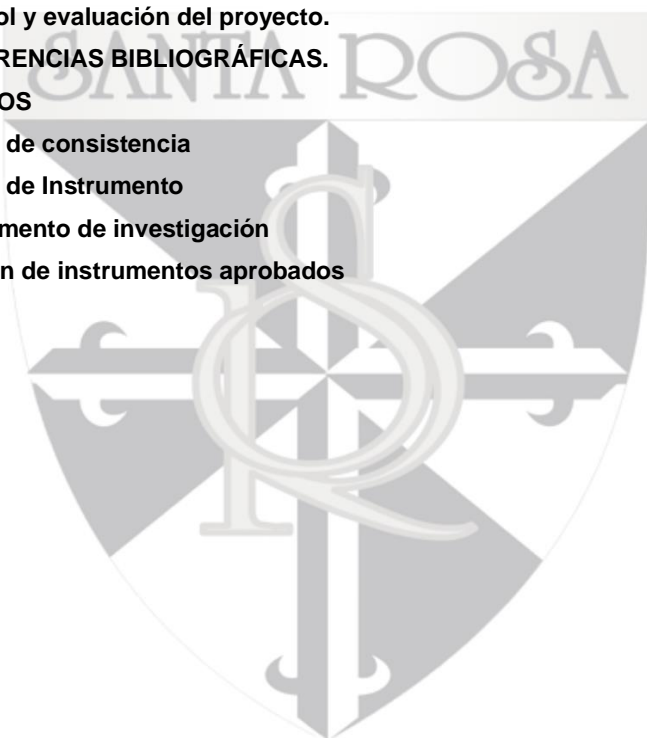 ol y evaluación del proyecto.
RENCIAS BIBLIOGRÁFICAS.
SANTA ROSA
OS
de consistencia
de Instrumento
mento de investigación
n de instrumentos aprobados